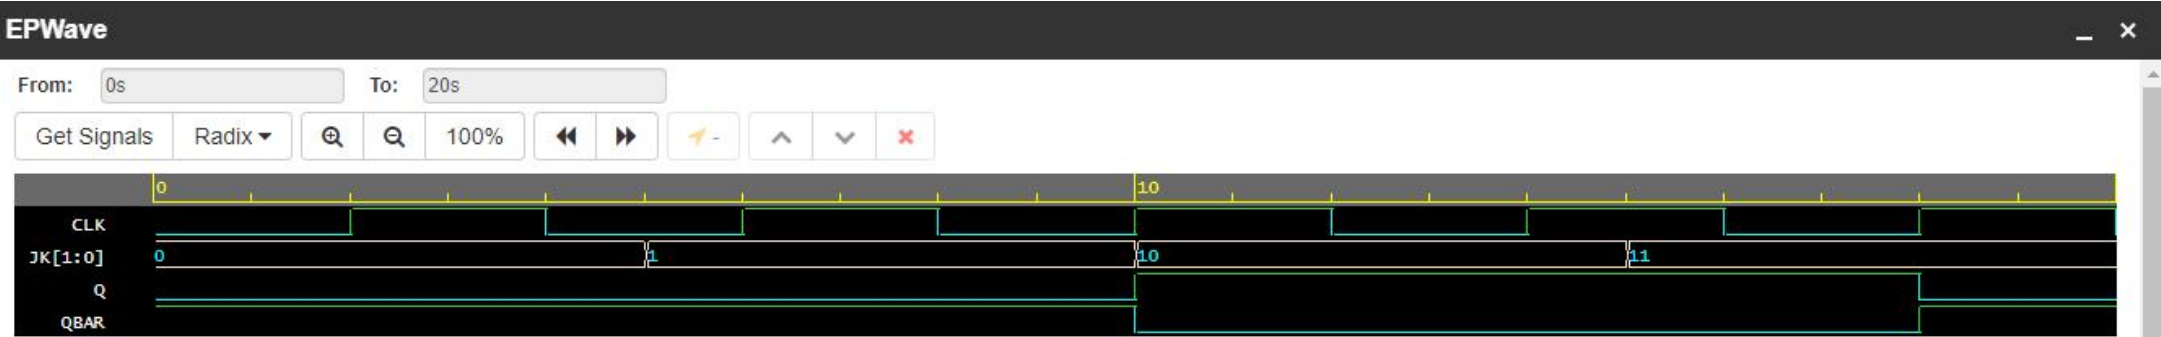 EPWave
From: 0s To: 20s
Get Signals Radix 100% -
0 10
CLK
JK[1:0] 0 1 10 11
Q
QBAR